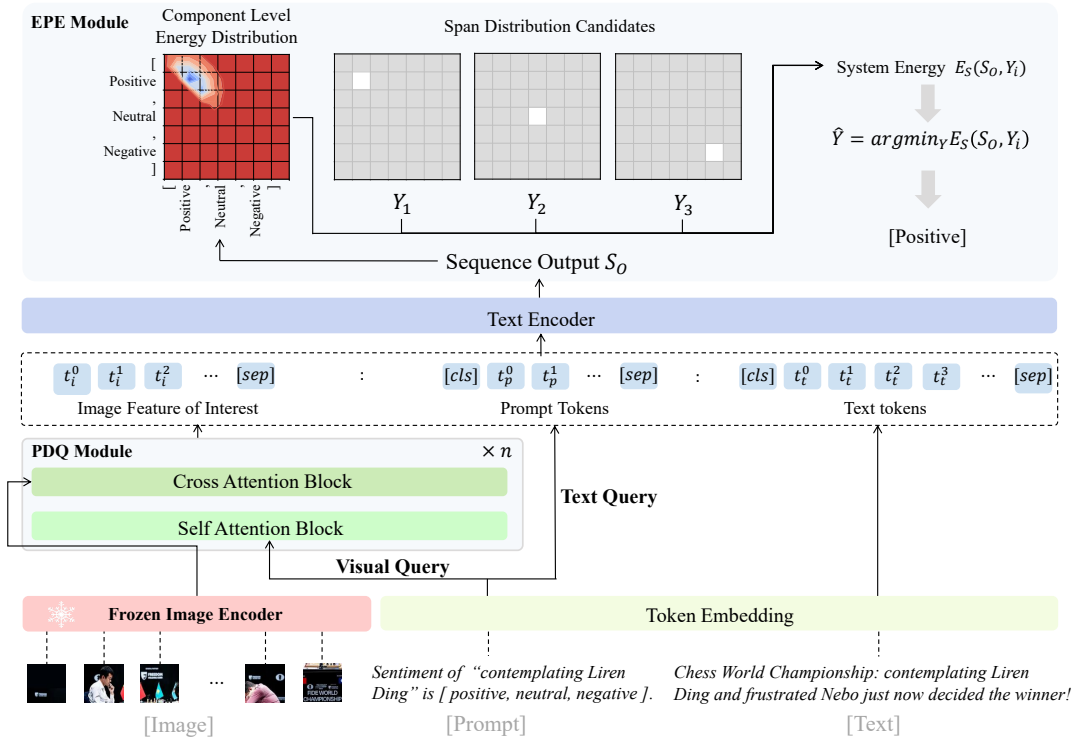 EPE Module
Component Level
Energy Distribution
Span Distribution Candidates
[
Positive
,
Neutral
,
Negative
]
[
Positive
,
Neutral
,
Negative
]
Y_1
Y_2
Y_3
System Energy E_S(S_O, Y_i)
Ŷ = argmin_Y E_S(S_O, Y_i)
[Positive]
Sequence Output S_O
Text Encoder
t_i^0 t_i^1 t_i^2 ... [sep] : [cls] t_p^0 t_p^1 ... [sep] : [cls] t_t^0 t_t^1 t_t^2 t_t^3 ... [sep]
Image Feature of Interest
Prompt Tokens
Text tokens
PDQ Module
× n
Cross Attention Block
Self Attention Block
Text Query
Visual Query
Frozen Image Encoder
Token Embedding
...
FIDE WORLD
CHAMPIONSHIP
Sentiment of “contemplating Liren
Ding” is [ positive, neutral, negative ].
Chess World Championship: contemplating Liren
Ding and frustrated Nebo just now decided the winner!
[Image]
[Prompt]
[Text]